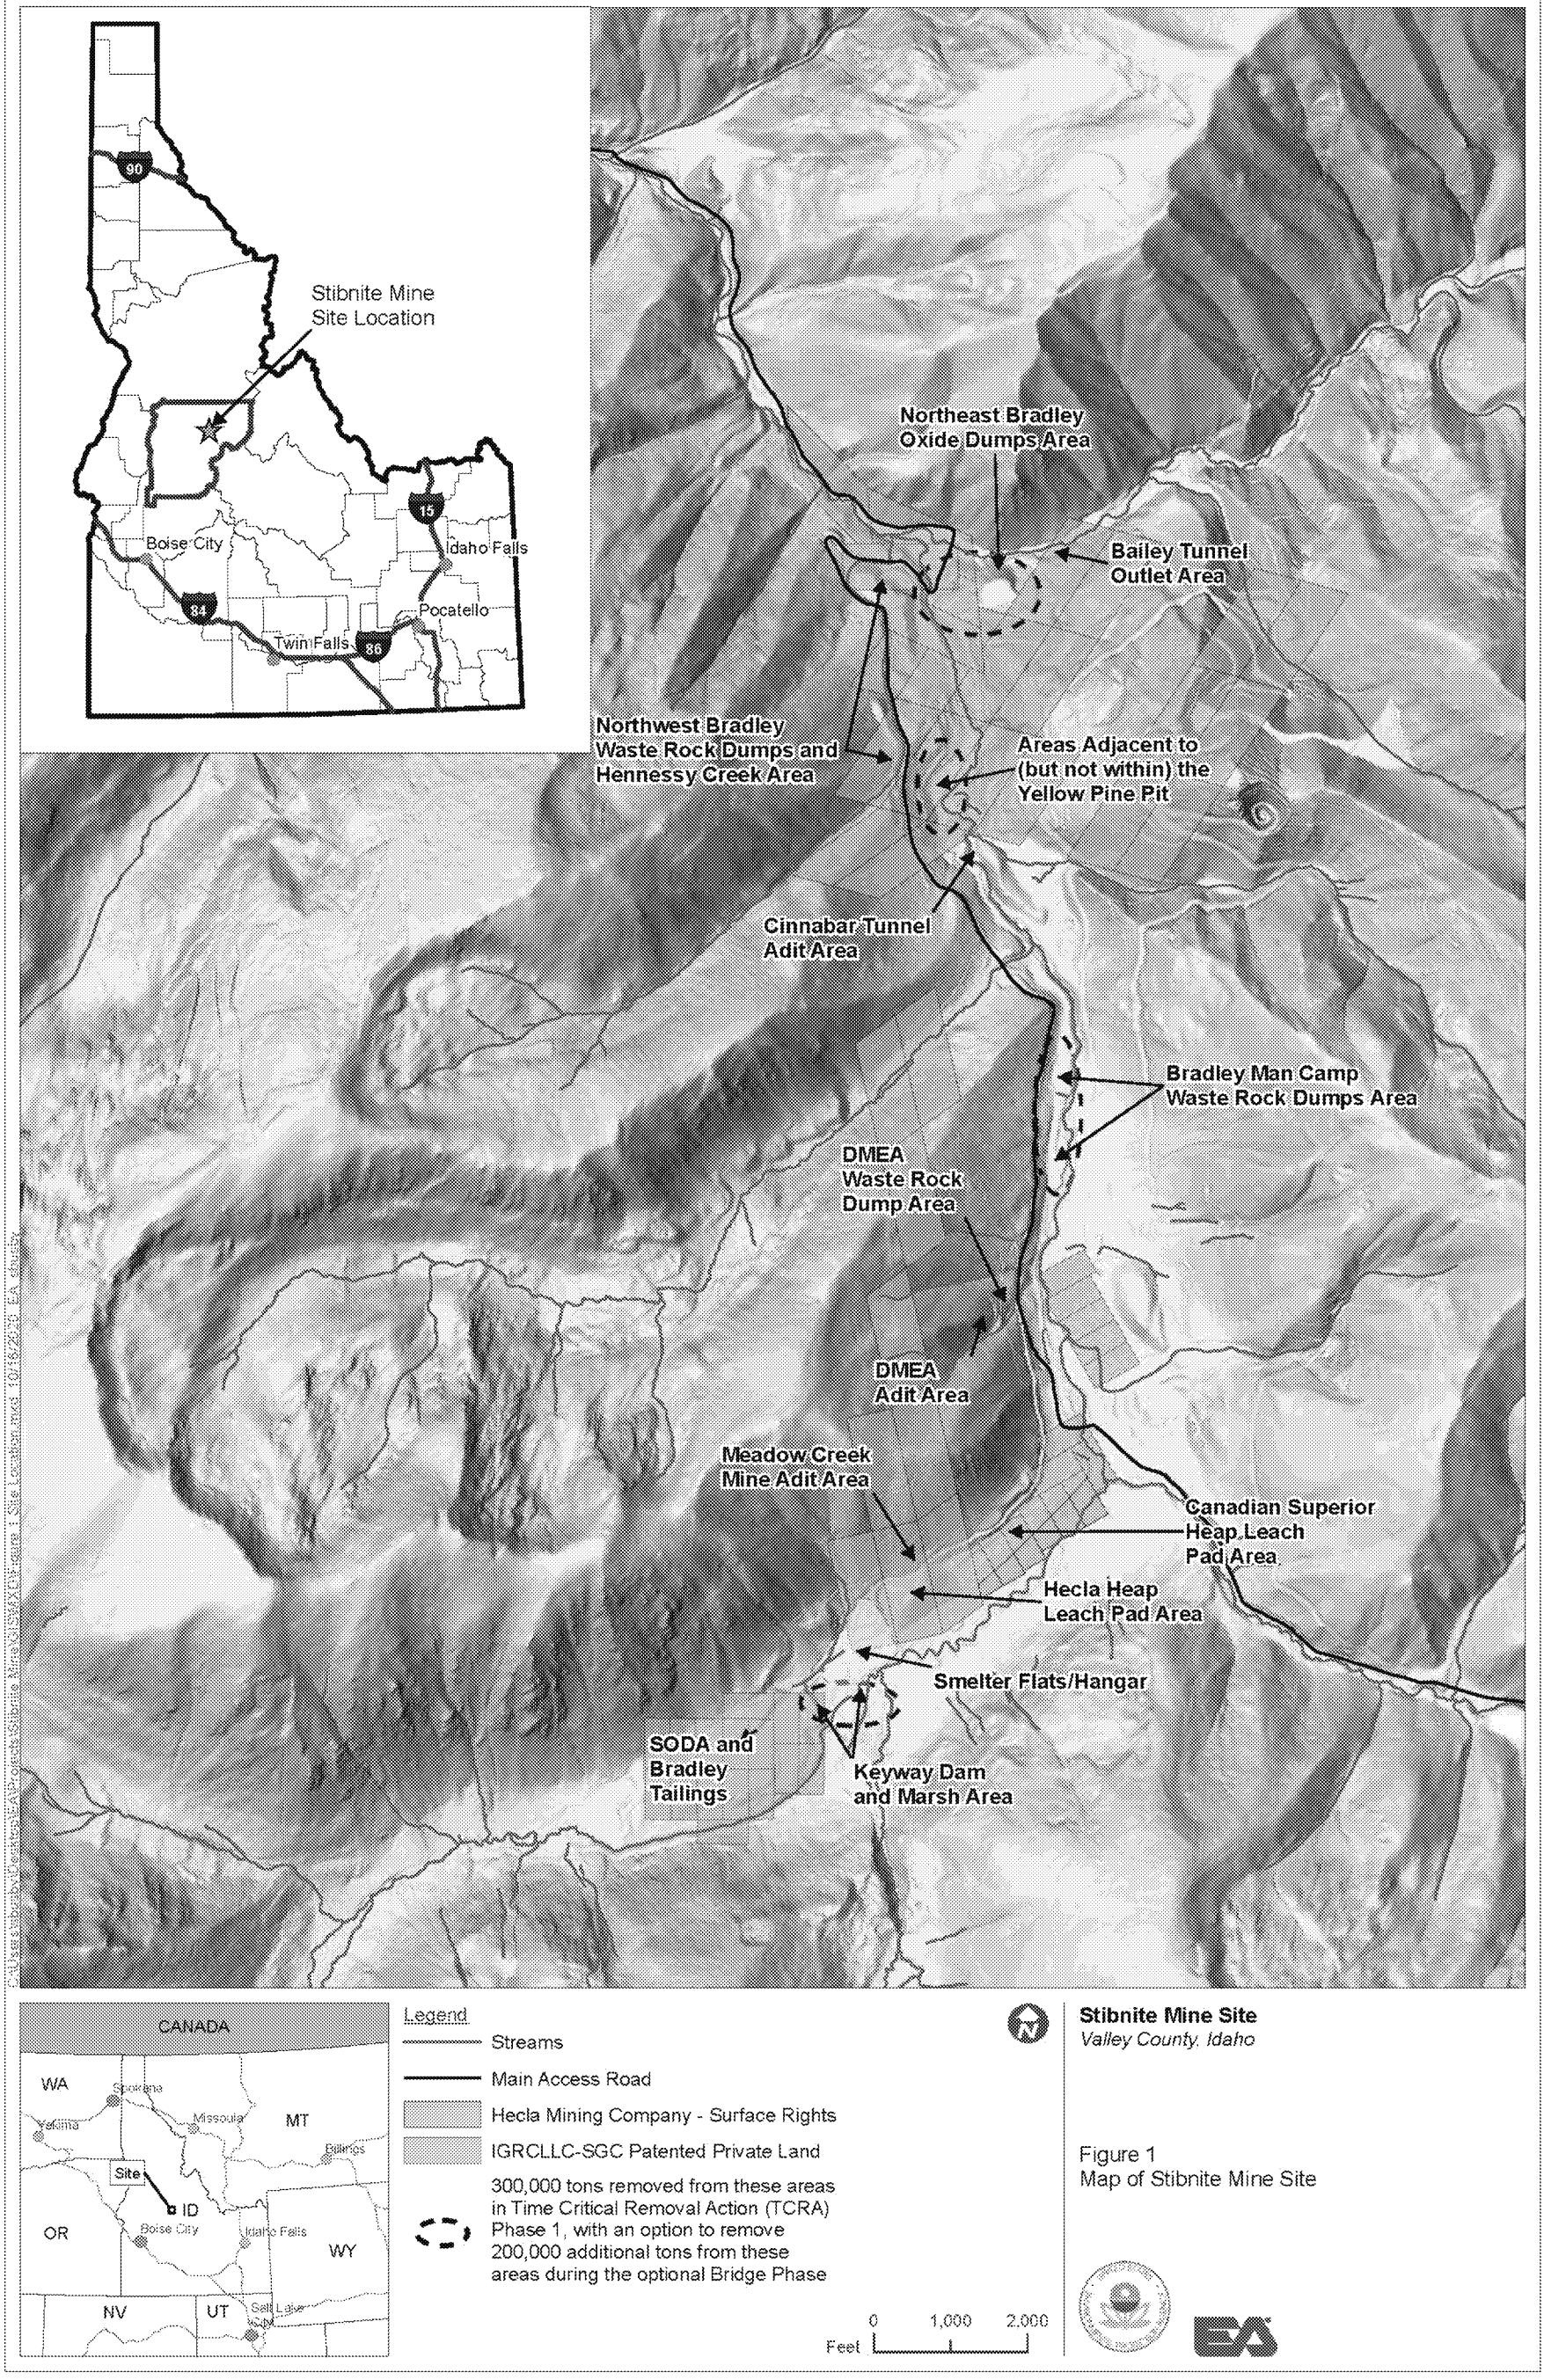 90
Stibnite Mine
Site Location
15
Idaho Falls
Boise City
84
Pocatello
Twin Falls
86
Northeast Bradley
Oxide Dumps Area
Bailey Tunnel
Outlet Area
Northwest Bradley
Waste Rock Dumps and
Hennessy Creek Area
Areas Adjacent to
(but not within) the
Yellow Pine Pit
Cinnabar Tunnel
Adit Area
Bradley Man Camp
Waste Rock Dumps Area
DMEA
Waste Rock
Dump Area
DMEA
Adit Area
Meadow Creek
Mine Adit Area
Canadian Superior
Heap Leach
Pad Area
Hecla Heap
Leach Pad Area
Smelter Flats/Hangar
SODA and
Bradley
Tailings
Keyway Dam
and Marsh Area
CANADA
WA
Spokane
Yakima
Missoula
MT
Billings
Site
ID
OR
Boise City
Idaho Falls
WY
NV
UT
Salt Lake
City
Legend
Streams
Main Access Road
Hecla Mining Company - Surface Rights
IGRCLLC-SGC Patented Private Land
300,000 tons removed from these areas
in Time Critical Removal Action (TCRA)
Phase 1, with an option to remove
200,000 additional tons from these
areas during the optional Bridge Phase
N
0 1,000 2,000
Feet
Stibnite Mine Site
Valley County, Idaho
Figure 1
Map of Stibnite Mine Site
EA